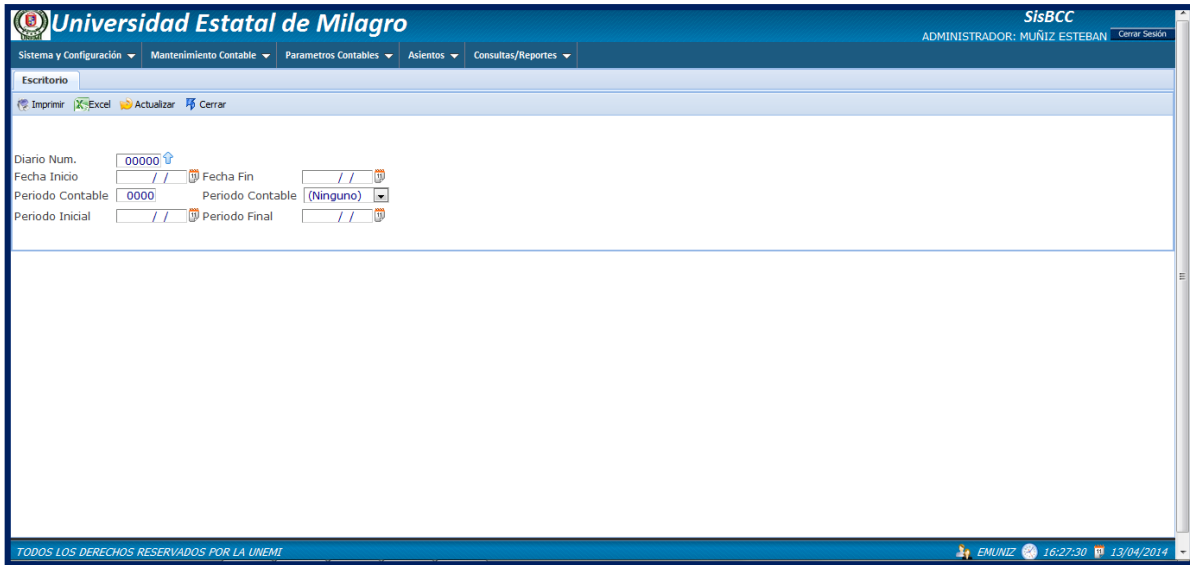 Universidad Estatal de Milagro
SisBCC
ADMINISTRADOR: MUÑIZ ESTEBAN Cerrar Sesión
Sistema y Configuración Mantenimiento Contable Parametros Contables Asientos Consultas/Reportes
Escritorio
Imprimir Excel Actualizar Cerrar
Diario Num. 00000
Fecha Inicio / / Fecha Fin / /
Periodo Contable 0000 Periodo Contable (Ninguno)
Periodo Inicial / / Periodo Final / /
TODOS LOS DERECHOS RESERVADOS POR LA UNEMI EMUNIZ 16:27:30 13/04/2014